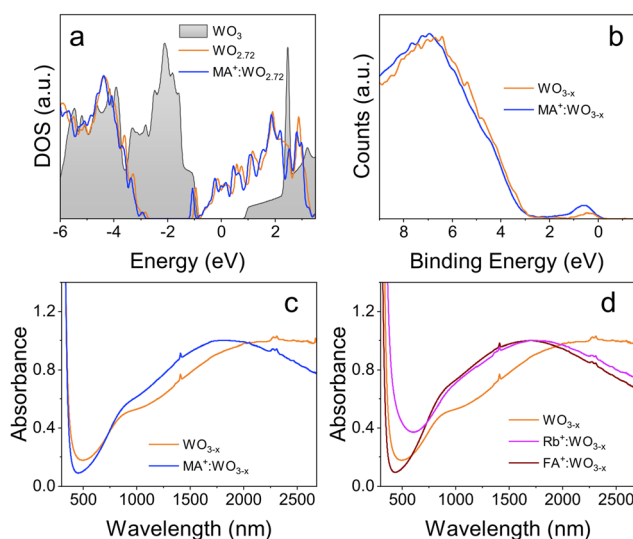 a
WO3
WO2.72
MA+:WO2.72
DOS (a.u.)
-6 -4 -2 0 2
Energy (eV)
b
WO3-x
MA+:WO3-x
Counts (a.u.)
8 6 4 2 0
Binding Energy (eV)
c
1.2
0.8
0.4
0.0
Absorbance
WO3-x
MA+:WO3-x
500 1000 1500 2000 2500
Wavelength (nm)
d
1.2
0.8
0.4
0.0
Absorbance
WO3-x
Rb+:WO3-x
FA+:WO3-x
500 1000 1500 2000 2500
Wavelength (nm)